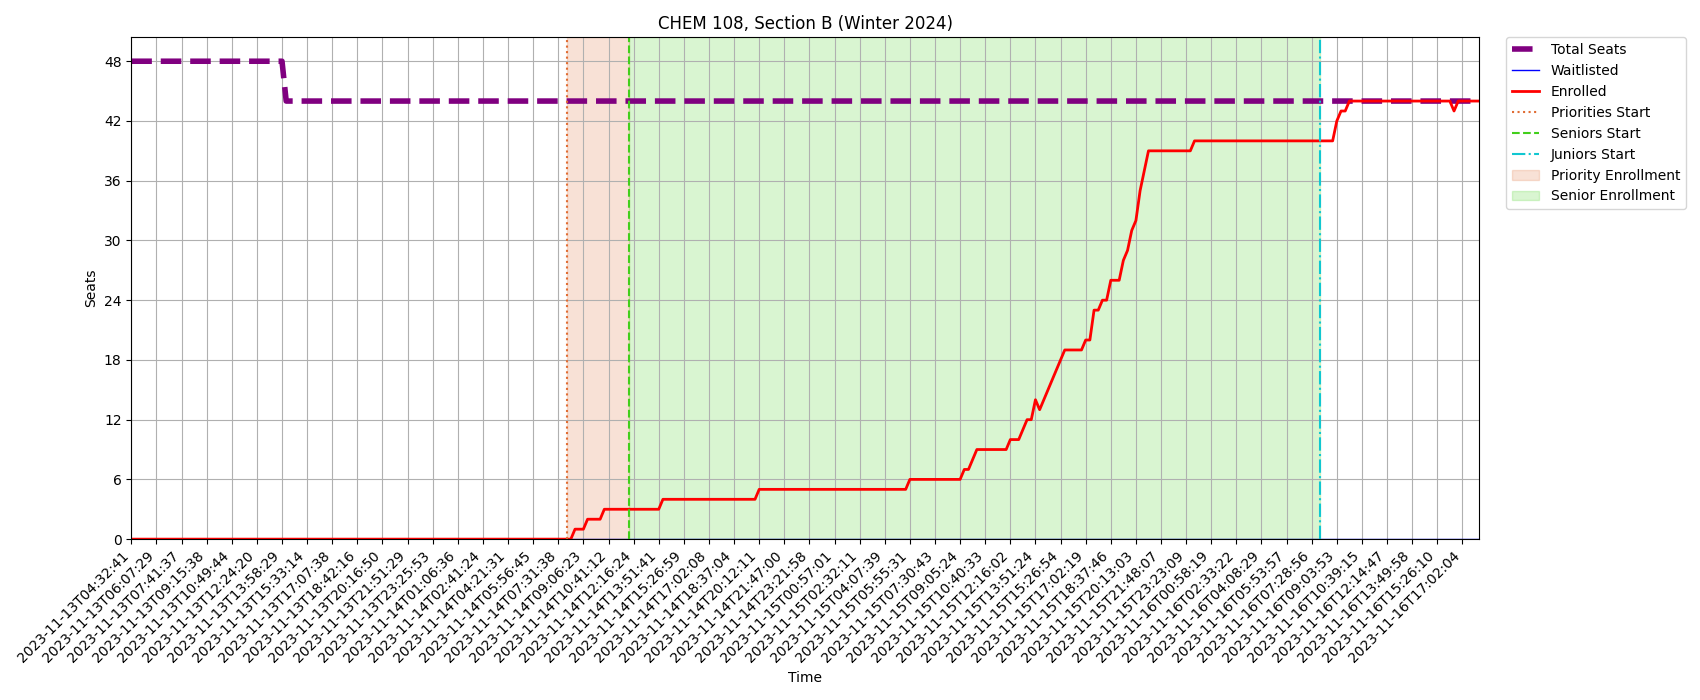 CHEM 108, Section B (Winter 2024)
Total Seats
Waitlisted
Enrolled
Priorities Start
Seniors Start
Juniors Start
Priority Enrollment
Senior Enrollment
Seats
48
42
36
30
24
18
12
6
0
2023-11-13T04:32:41
2023-11-13T06:07:29
2023-11-13T07:41:37
2023-11-13T09:15:38
2023-11-13T10:49:44
2023-11-13T12:24:20
2023-11-13T13:58:29
2023-11-13T15:33:14
2023-11-13T17:07:38
2023-11-13T18:42:16
2023-11-13T20:16:50
2023-11-13T21:51:29
2023-11-13T23:25:53
2023-11-14T01:06:36
2023-11-14T02:41:24
2023-11-14T04:21:31
2023-11-14T05:56:45
2023-11-14T07:31:38
2023-11-14T09:06:23
2023-11-14T10:41:12
2023-11-14T12:16:24
2023-11-14T13:51:41
2023-11-14T15:26:59
2023-11-14T17:02:08
2023-11-14T18:37:04
2023-11-14T20:12:11
2023-11-14T21:47:00
2023-11-14T23:21:58
2023-11-15T00:57:01
2023-11-15T02:32:11
2023-11-15T04:07:39
2023-11-15T05:55:31
2023-11-15T07:30:43
2023-11-15T09:05:24
2023-11-15T10:40:33
2023-11-15T12:16:02
2023-11-15T13:51:24
2023-11-15T15:26:54
2023-11-15T17:02:19
2023-11-15T18:37:46
2023-11-15T20:13:03
2023-11-15T21:48:07
2023-11-15T23:23:09
2023-11-16T00:58:19
2023-11-16T02:33:22
2023-11-16T04:08:29
2023-11-16T05:53:57
2023-11-16T07:28:56
2023-11-16T09:03:53
2023-11-16T10:39:15
2023-11-16T12:14:47
2023-11-16T13:49:58
2023-11-16T15:26:10
2023-11-16T17:02:04
Time